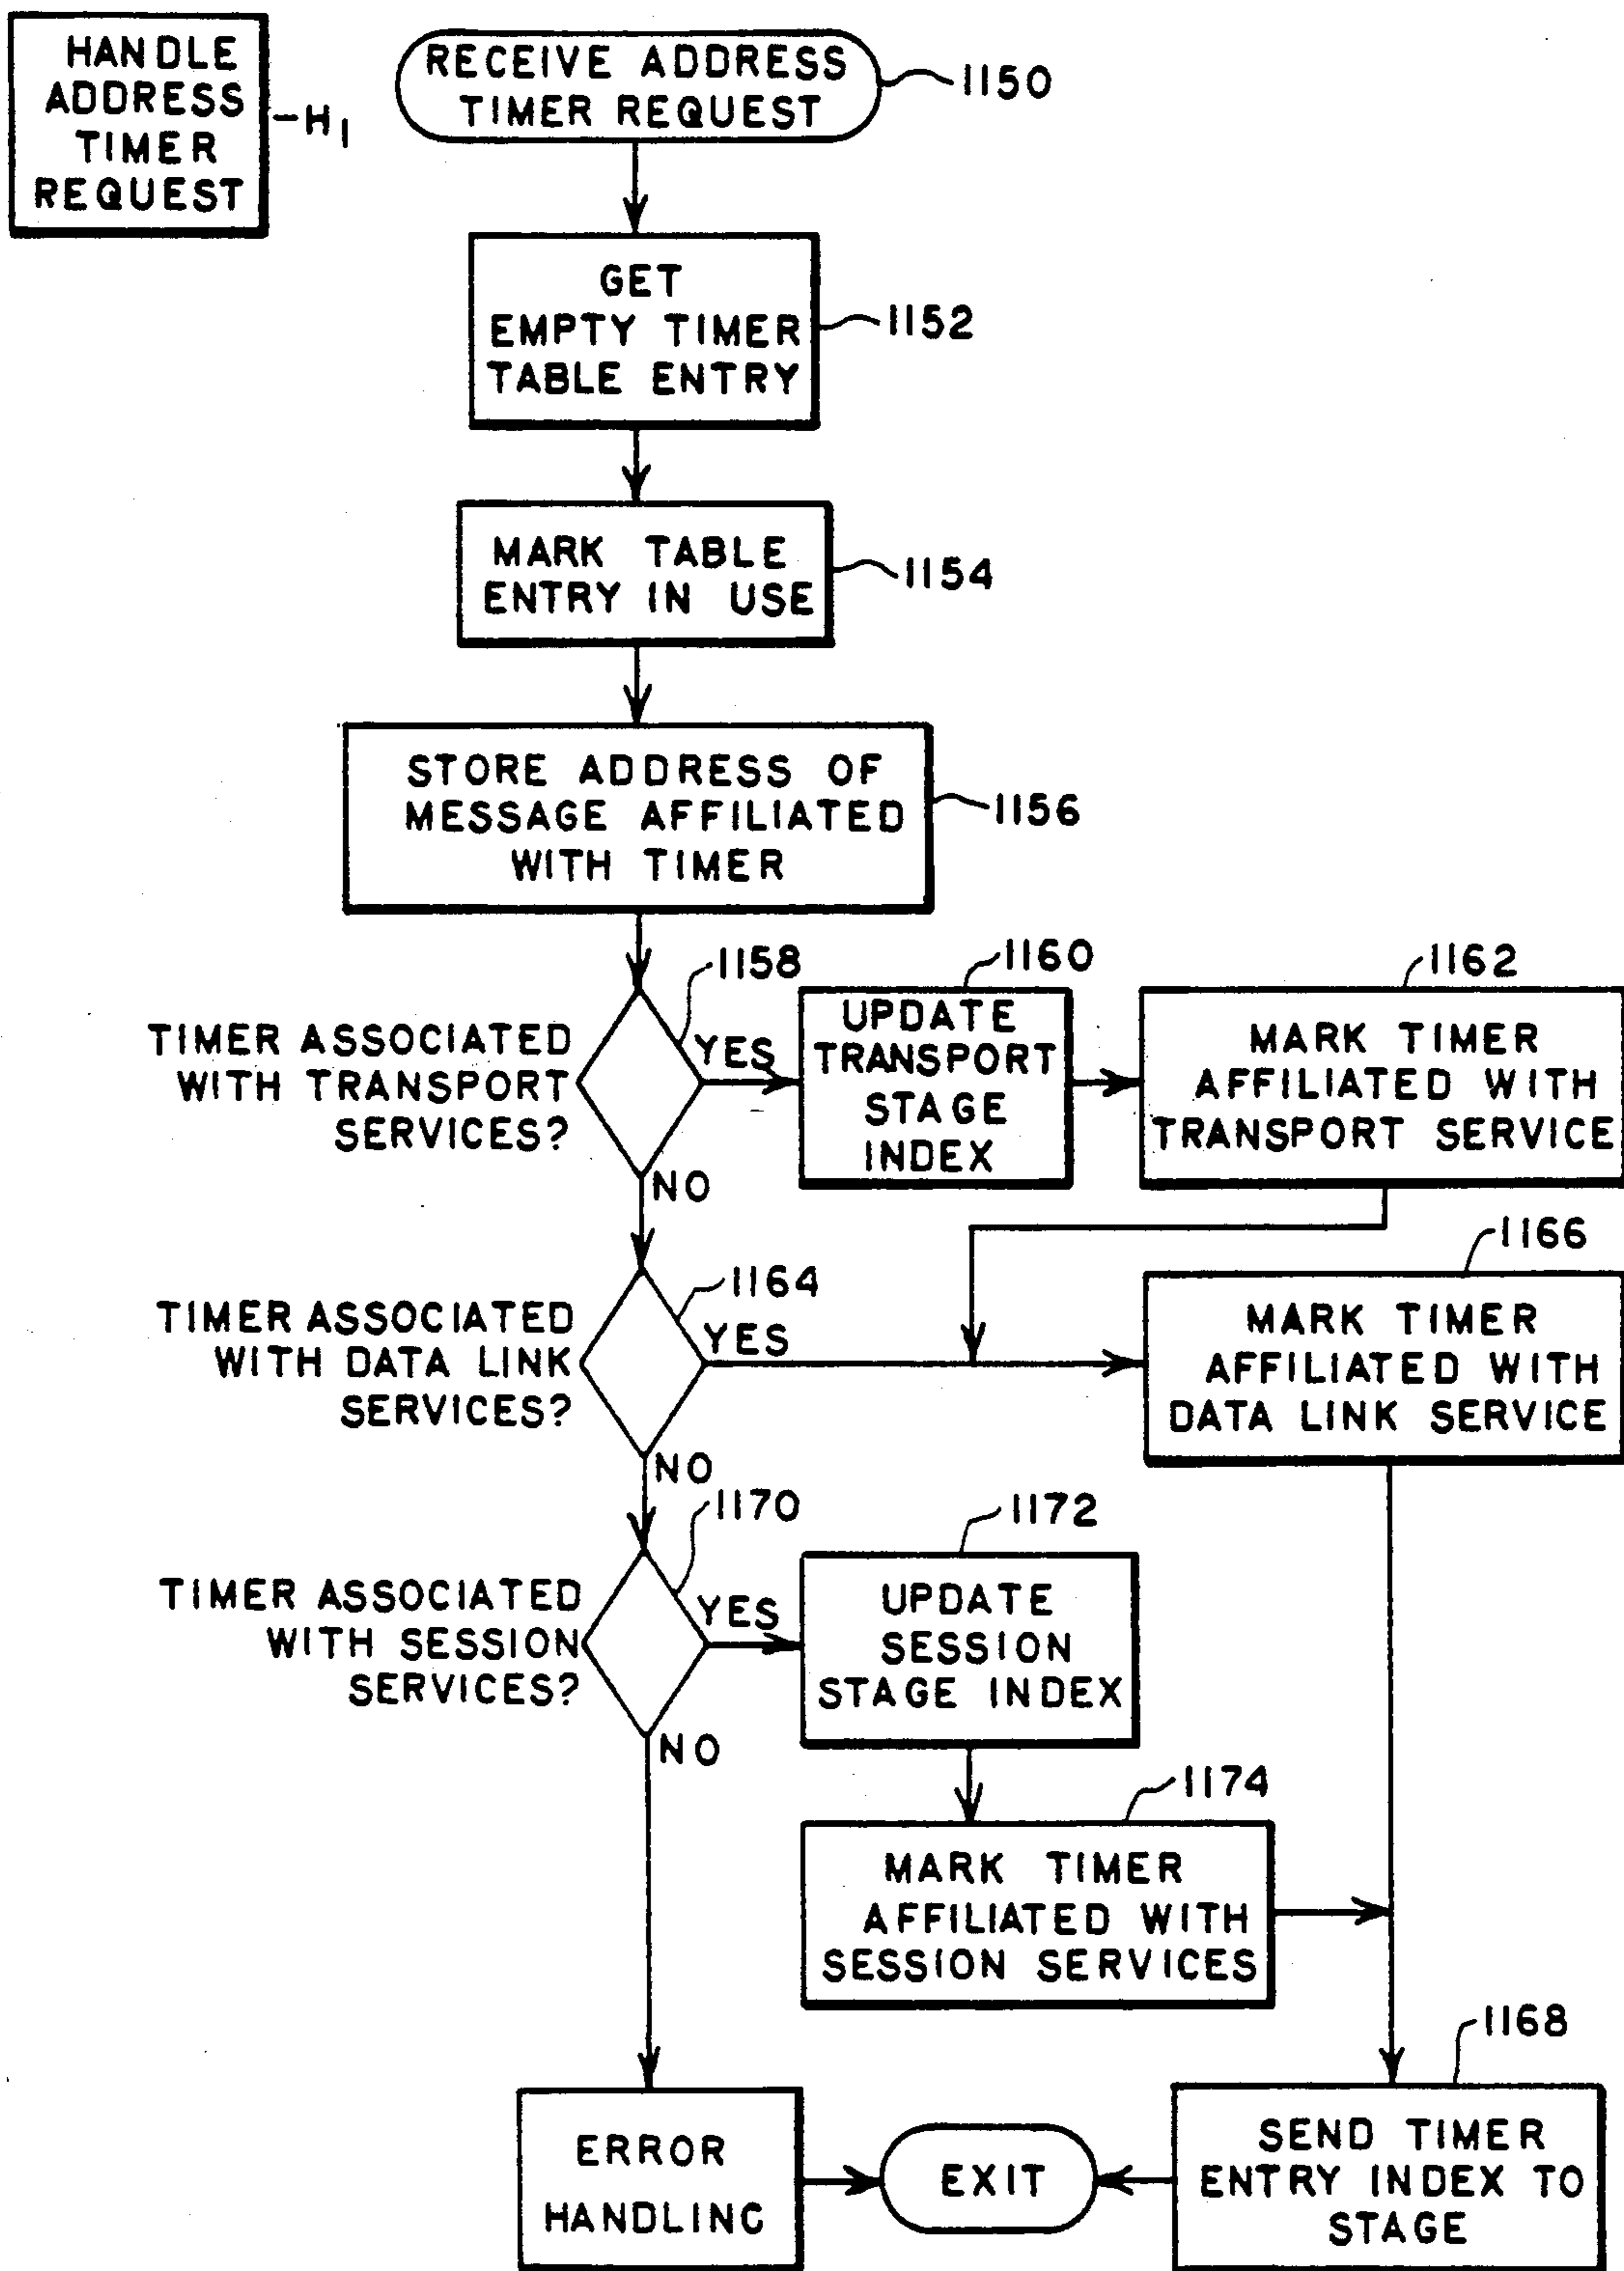 HANDLE
ADDRESS
TIMER
REQUEST
-H1
RECEIVE ADDRESS
TIMER REQUEST
1150
GET
EMPTY TIMER
TABLE ENTRY
1152
MARK TABLE
ENTRY IN USE
1154
STORE ADDRESS OF
MESSAGE AFFILIATED
WITH TIMER
1156
1158
TIMER ASSOCIATED
WITH TRANSPORT
SERVICES?
YES
NO
1160
UPDATE
TRANSPORT
STAGE
INDEX
1162
MARK TIMER
AFFILIATED WITH
TRANSPORT SERVICE
1164
TIMER ASSOCIATED
WITH DATA LINK
SERVICES?
YES
NO
1166
MARK TIMER
AFFILIATED WITH
DATA LINK SERVICE
1170
TIMER ASSOCIATED
WITH SESSION
SERVICES?
YES
NO
1172
UPDATE
SESSION
STAGE INDEX
1174
MARK TIMER
AFFILIATED WITH
SESSION SERVICES
ERROR
HANDLING
EXIT
1168
SEND TIMER
ENTRY INDEX TO
STAGE